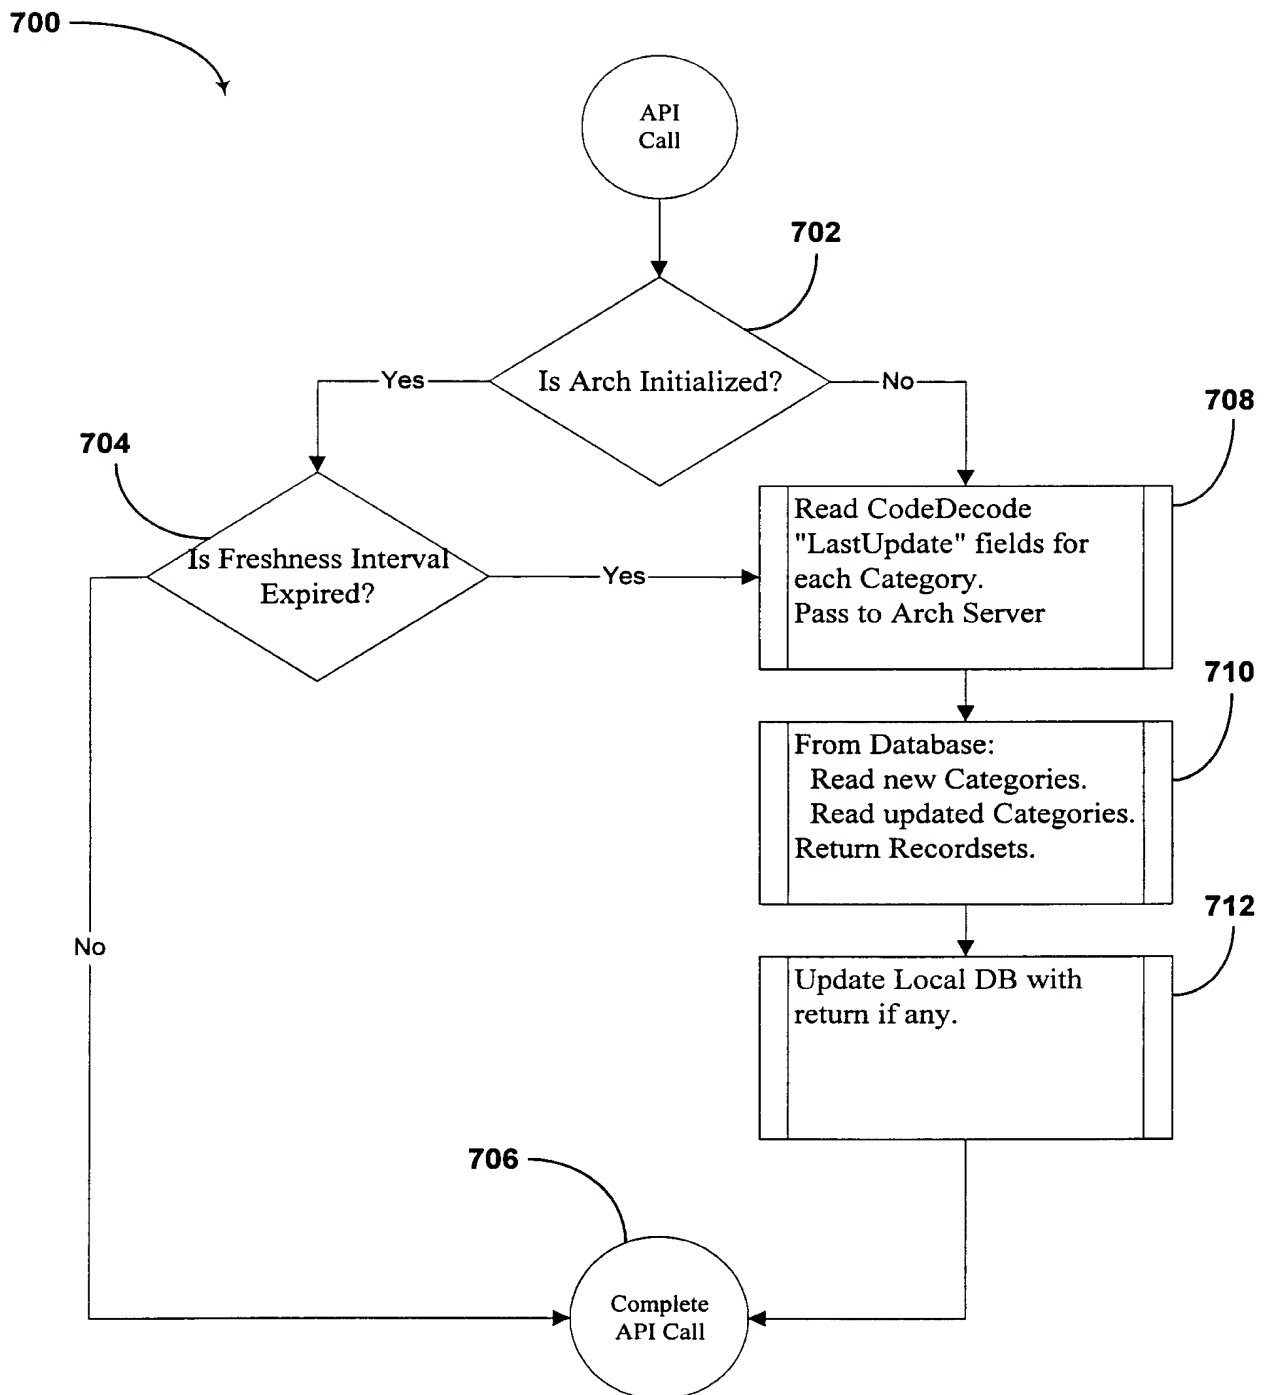 700
API
Call
702
Is Arch Initialized?
Yes
No
708
704
Read CodeDecode
"LastUpdate" fields for
each Category.
Pass to Arch Server
Is Freshness Interval
Expired?
Yes
710
From Database:
Read new Categories.
Read updated Categories.
Return Recordsets.
712
No
Update Local DB with
return if any.
706
Complete
API Call